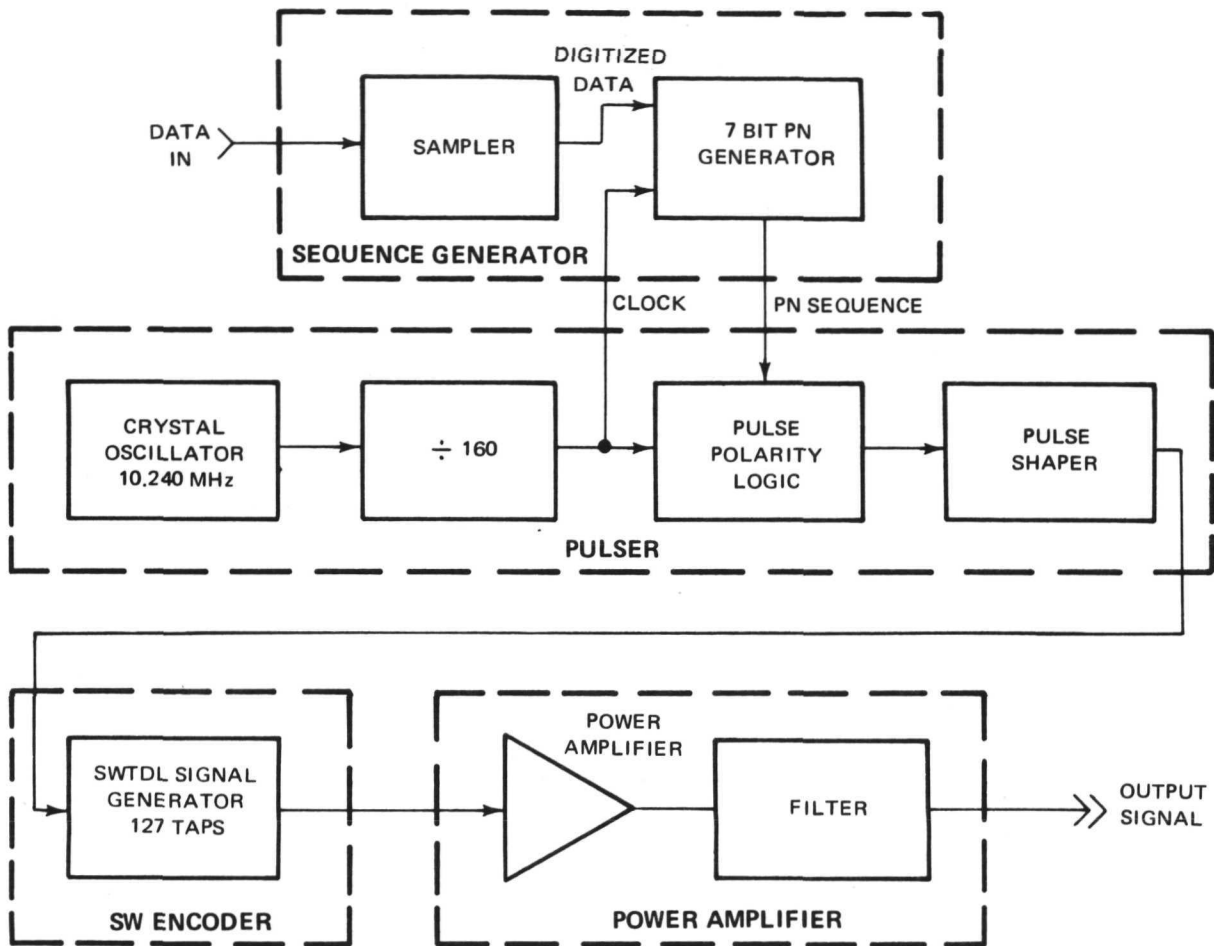 DIGITIZED
DATA
DATA
IN
SAMPLER
7 BIT PN
GENERATOR
SEQUENCE GENERATOR
CLOCK
PN SEQUENCE
CRYSTAL
OSCILLATOR
10.240 MHz
÷ 160
PULSE
POLARITY
LOGIC
PULSE
SHAPER
PULSER
SWTDL SIGNAL
GENERATOR
127 TAPS
SW ENCODER
POWER
AMPLIFIER
FILTER
POWER AMPLIFIER
OUTPUT
SIGNAL